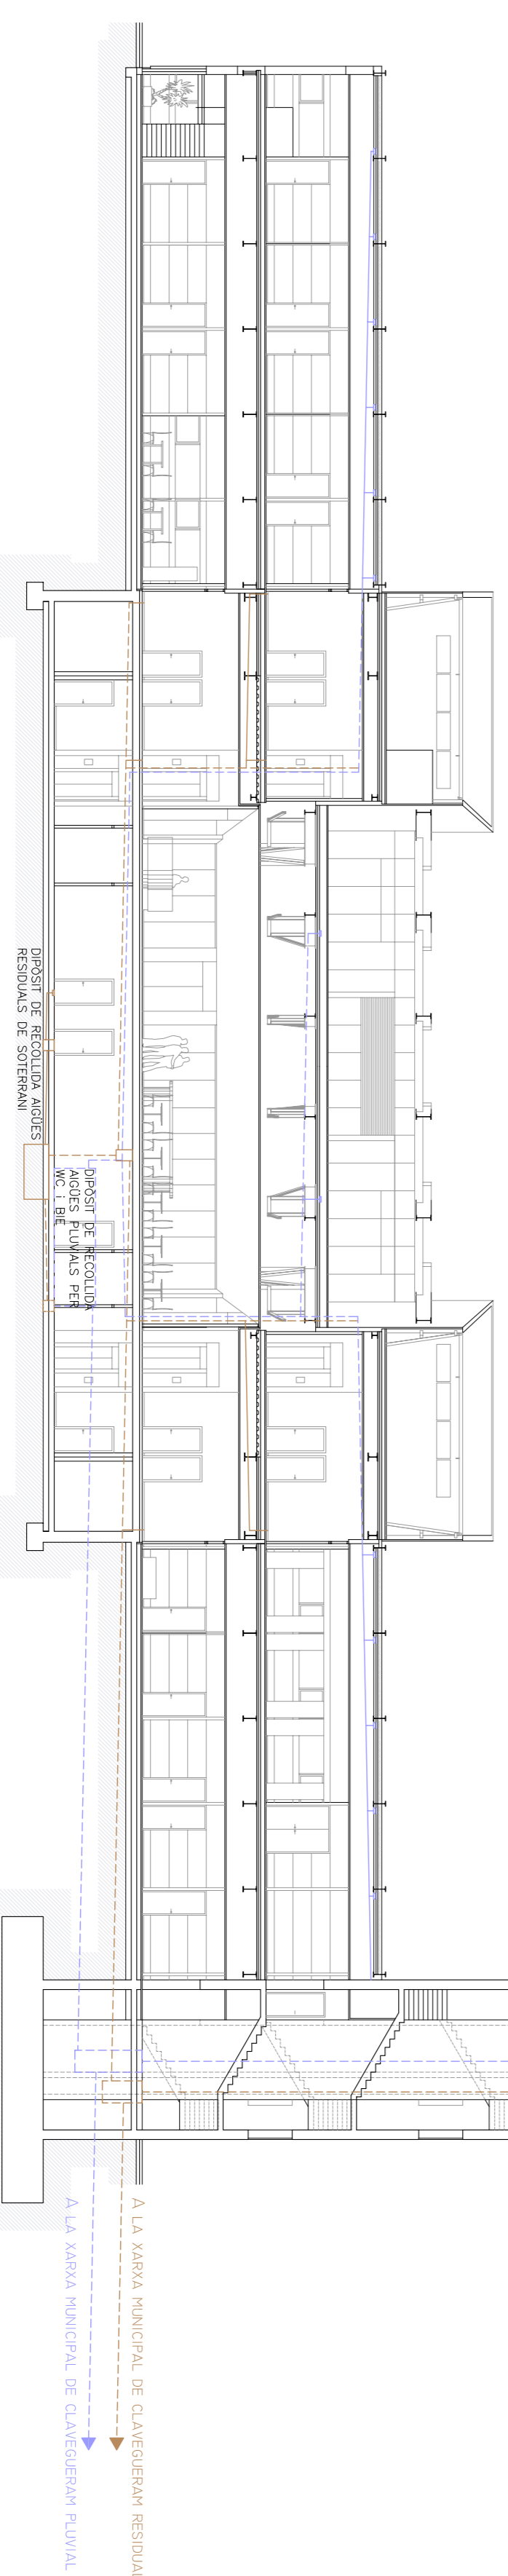 DIPÒSIT DE RECOLLIDA AIGÜES
RESIDUALS DE SOTERRANI
DIPÒSIT DE RECOLLIDA
AIGÜES PLUVIALS PER
WC i BIE
A LA XARXA MUNICIPAL DE CLAVEGUERAM RESIDUAL
A LA XARXA MUNICIPAL DE CLAVEGUERAM PLUVIAL